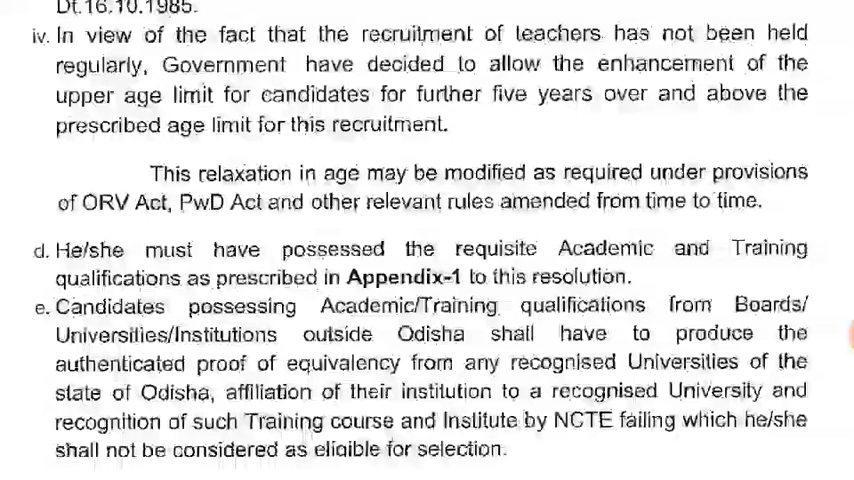 Dt.16.10.1985.
iv. In view of the fact that the recruitment of teachers has not been held
regularly, Government have decided to allow the enhancement of the
upper age limit for candidates for further five years over and above the
prescribed age limit for this recruitment.
This relaxation in age may be modified as required under provisions
of ORV Act, PwD Act and other relevant rules amended from time to time.
d. He/she must have possessed the requisite Academic and Training
qualifications as prescribed in Appendix-1 to this resolution.
e. Candidates possessing Academic/Training qualifications from Boards/
Universities/Institutions outside Odisha shall have to produce the
authenticated proof of equivalency from any recognised Universities of the
state of Odisha, affiliation of their institution to a recognised University and
recognition of such Training course and Institute by NCTE failing which he/she
shall not be considered as eligible for selection.